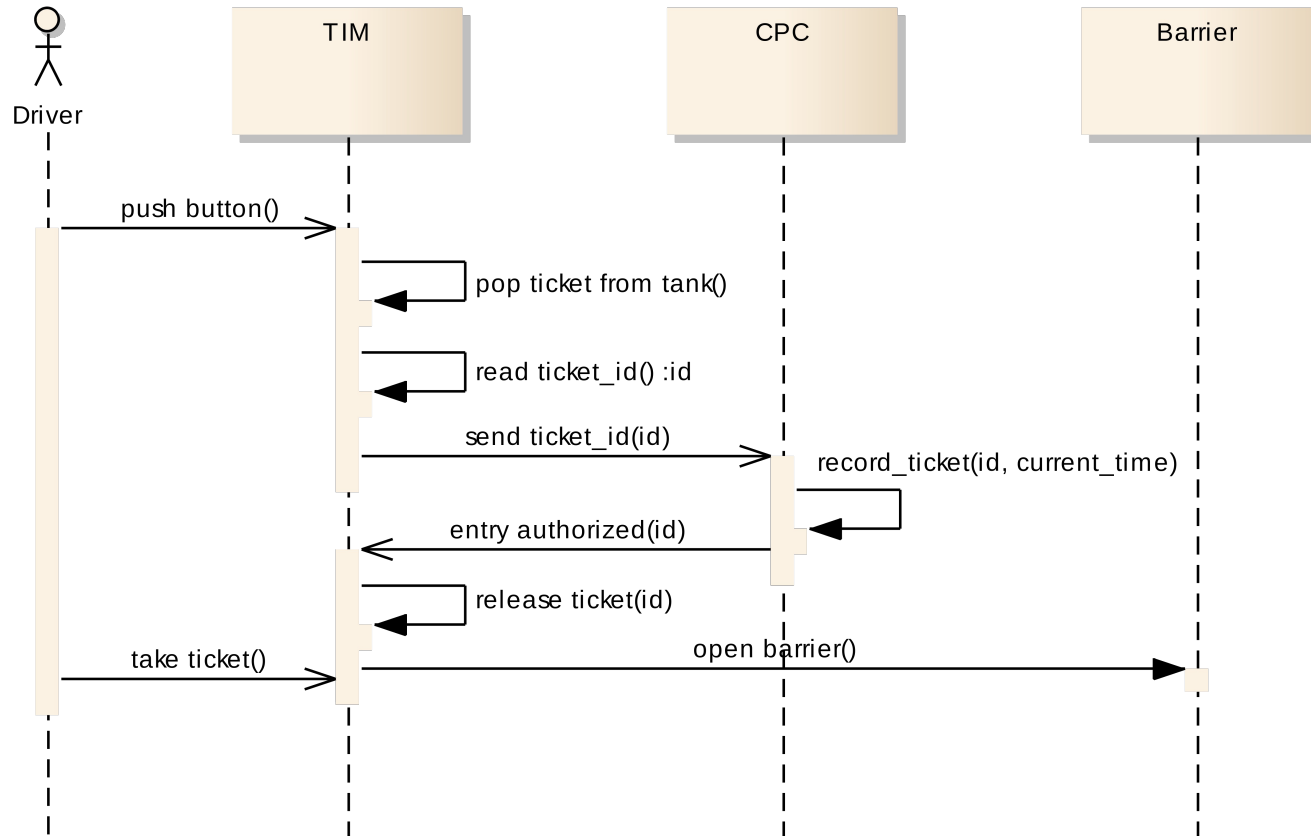 TIM
CPC
Barrier
Driver
push button()
pop ticket from tank()
read ticket_id() :id
send ticket_id(id)
record_ticket(id, current_time)
entry authorized(id)
release ticket(id)
open barrier()
take ticket()